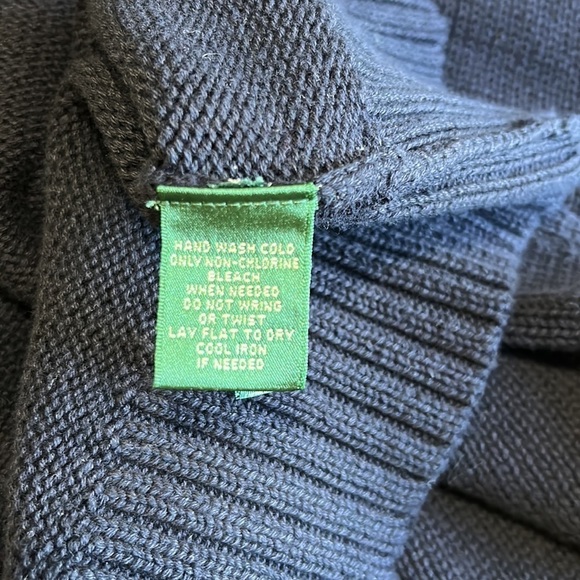 HAND WASH COLD
ONLY NON-CHLORINE
BLEACH
WHEN NEEDED
DO NOT WRING
OR TWIST
LAY FLAT TO DRY
COOL IRON
IF NEEDED